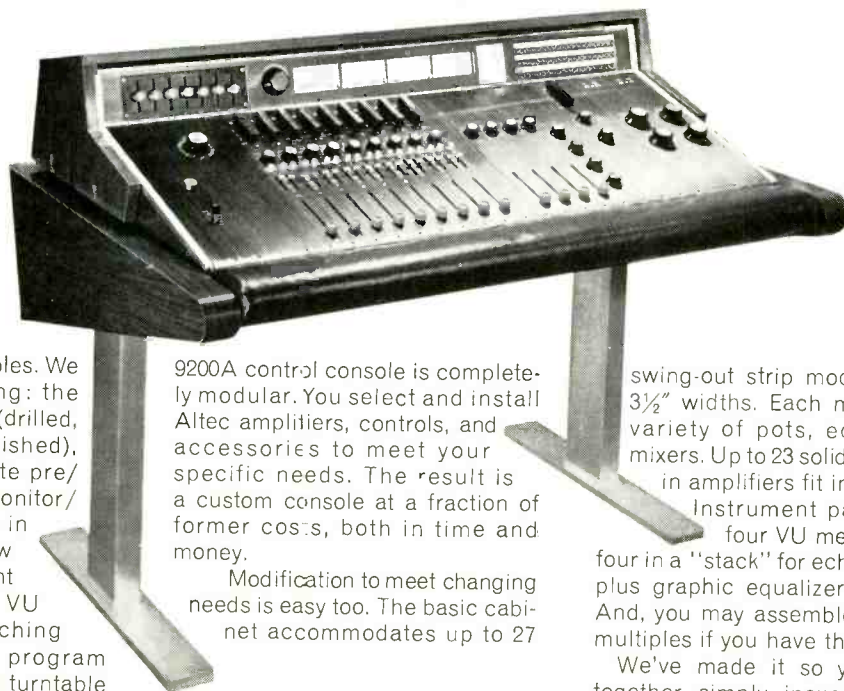 ples. We
ng: the
(drilled,
ished),
te pre/
onitor/
in
w
nt
VU
ching
program
turntable
9200A control console is complete-
ly modular. You select and install
Altec amplifiers, controls, and
accessories to meet your
specific needs. The result is
a custom console at a fraction of
former costs, both in time and
money.
Modification to meet changing
needs is easy too. The basic cabi-
net accommodates up to 27
swing-out strip mod
3½" widths. Each m
variety of pots, eq
mixers. Up to 23 solid
in amplifiers fit in
Instrument pa
four VU me
four in a "stack" for ech
plus graphic equalizer
And, you may assemble
multiples if you have th
We've made it so y